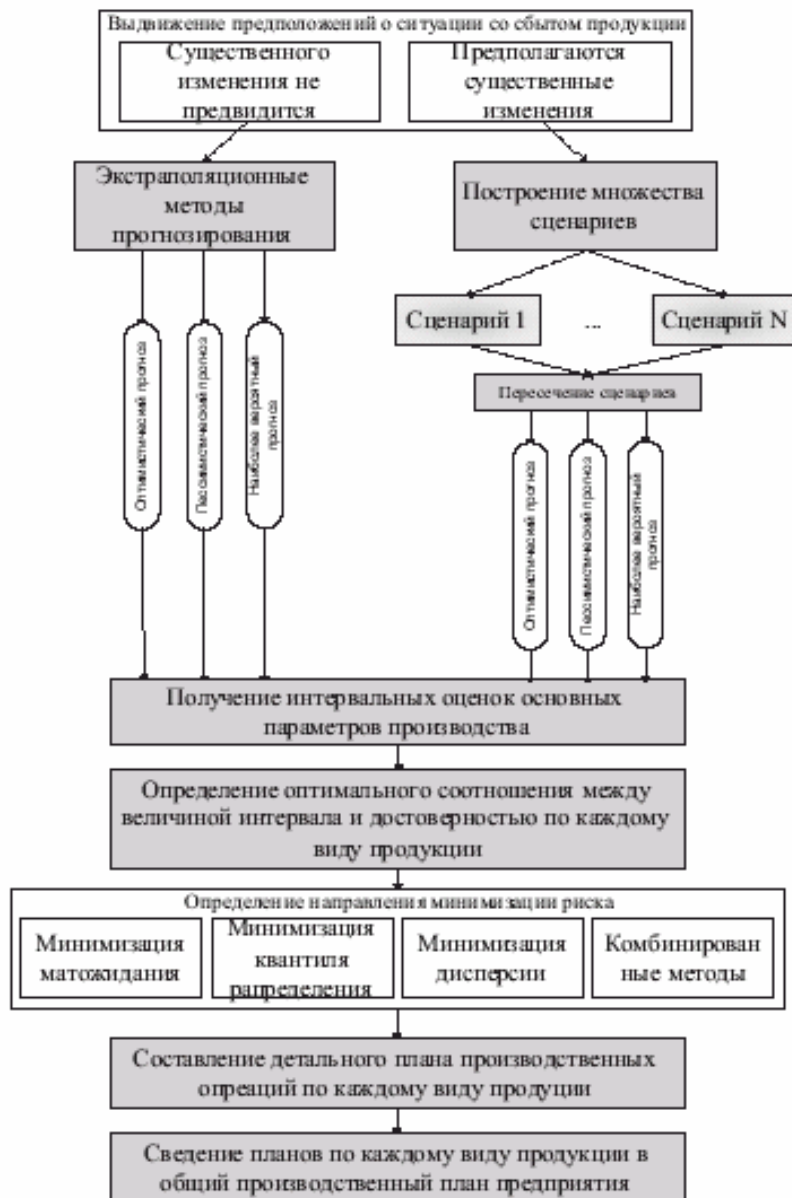 Выдвижение предположений о ситуации со сбытом продукции
Существенного
изменения не
предвидится
Предполагаются
существенные
изменения
Экстраполяционные
методы
прогнозирования
Построение множества
сценариев
Сценарий 1
...
Сценарий N
Пересечение сценариев
Оптимистический прогноз
Пессимистический прогноз
Наиболее вероятный
прогноз
Оптимистический прогноз
Пессимистический прогноз
Наиболее вероятный
прогноз
Получение интервальных оценок основных
параметров производства
Определение оптимального соотношения между
величиной интервала и достоверностью по каждому
виду продукции
Определение направления минимизации риска
Минимизация
матожидания
Минимизация
квантиля
рапределения
Минимизация
дисперсии
Комбинирован
ные методы
Составление детального плана производственных
опреаций по каждому виду продуции
Сведение планов по каждому виду продукции в
общий производственный план предприятия